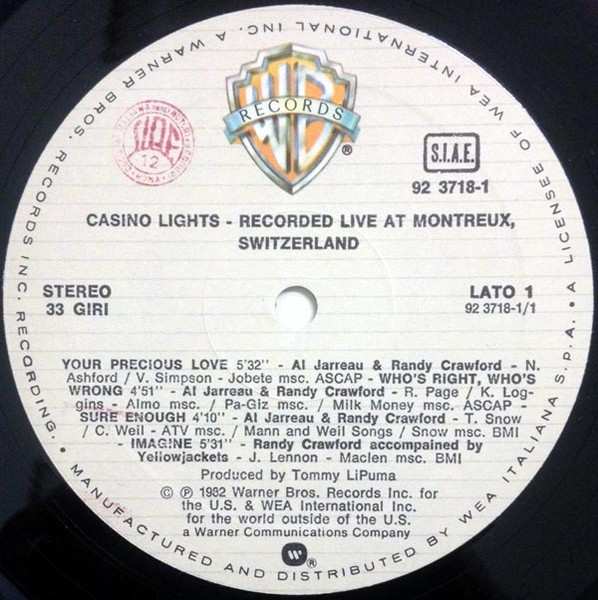 WB
RECORDS
®
12
ROMA
S.I.A.E.
92 3718-1
CASINO LIGHTS - RECORDED LIVE AT MONTREUX,
SWITZERLAND
STEREO
33 GIRI
LATO 1
92 3718-1/1
YOUR PRECIOUS LOVE 5'32'' - Al Jarreau & Randy Crawford - N.
Ashford / V. Simpson - Jobete msc. ASCAP - WHO'S RIGHT, WHO'S
WRONG 4'51'' - Al Jarreau & Randy Crawford - R. Page / K. Log-
gins - Almo msc. / Pa-Giz msc. / Milk Money msc. ASCAP -
SURE ENOUGH 4'10'' - Al Jarreau & Randy Crawford - T. Snow
/ C. Weil - ATV msc. / Mann and Weil Songs / Snow msc. BMI
- IMAGINE 5'31'' - Randy Crawford accompained by
Yellowjackets - J. Lennon - Maclen msc. BMI
Produced by Tommy LiPuma
© ℗ 1982 Warner Bros. Records Inc. for
the U.S. & WEA International Inc.
for the world outside of the U.S.
a Warner Communications Company
®
• MANUFACTURED AND DISTRIBUTED BY WEA ITALIANA S.p.A. • A LICENSEE OF WEA INTERNATIONAL INC. A WARNER BROS. RECORDS INC. RECORDING.